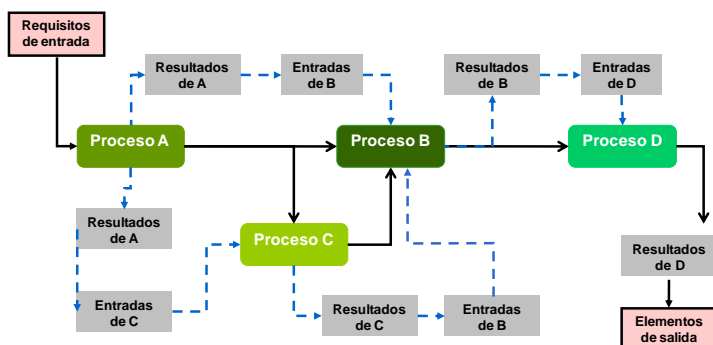 Requisitos
de entrada
Resultados
de A
Entradas
de B
Resultados
de B
Entradas
de D
Proceso A
Proceso B
Proceso D
Resultados
de A
Proceso C
Resultados
de D
Entradas
de C
Resultados
de C
Entradas
de B
Elementos
de salida